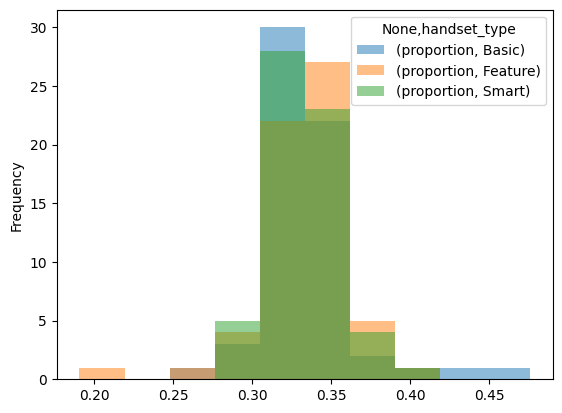 None,handset_type
(proportion, Basic)
(proportion, Feature)
(proportion, Smart)
Frequency
30
25
20
15
10
5
0
0.20 0.25 0.30 0.35 0.40 0.45